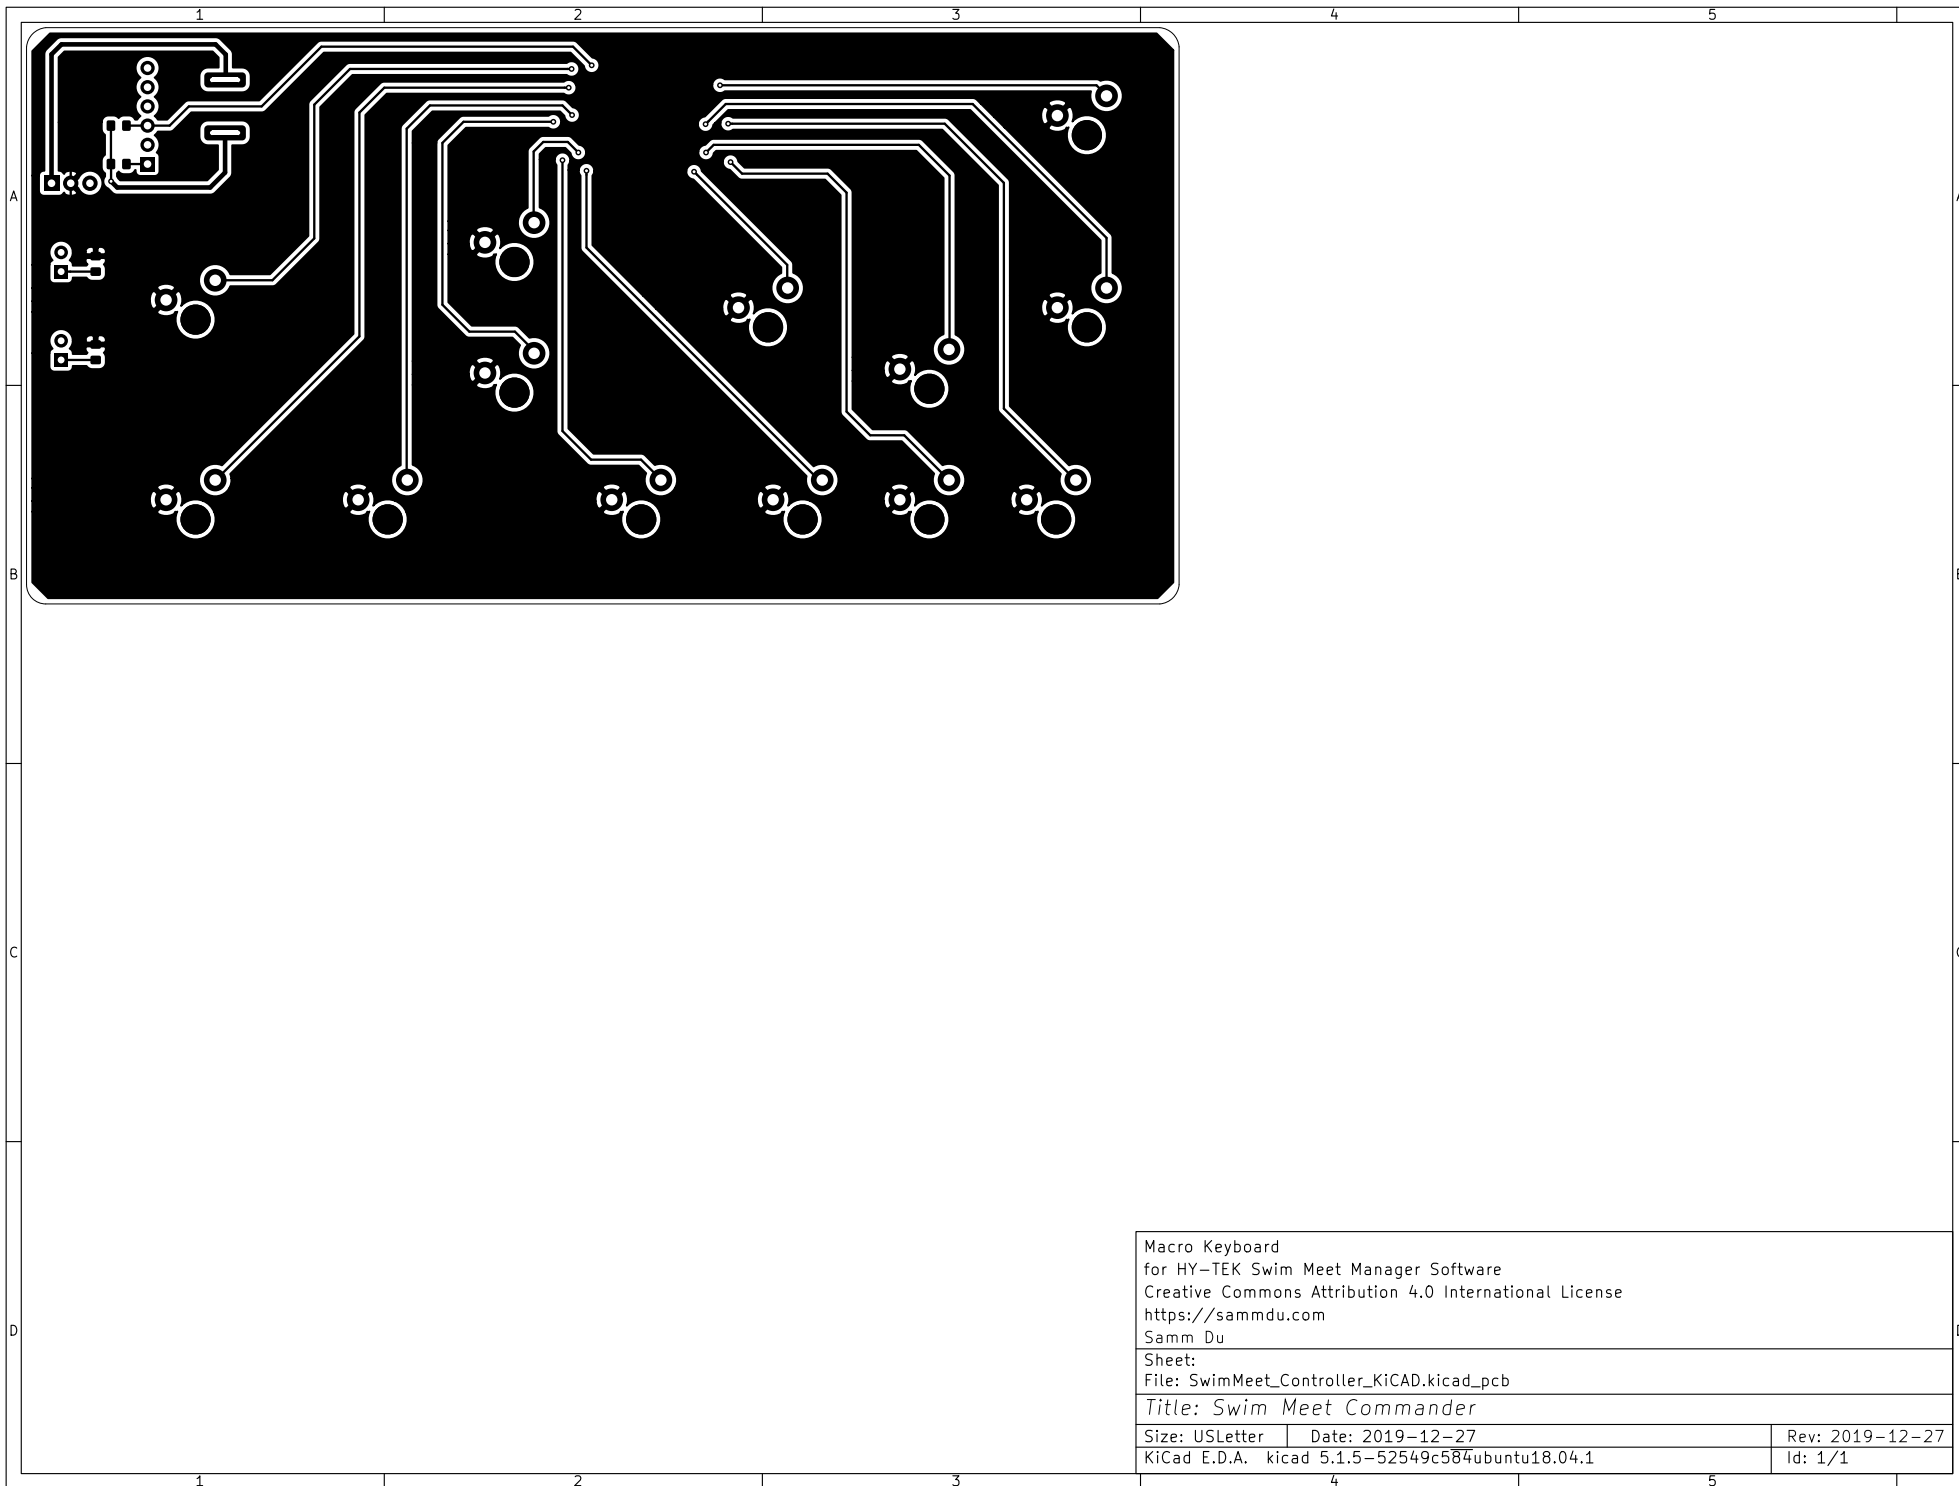 1 2 3 4 5
A
B
C
D
Macro Keyboard
for HY-TEK Swim Meet Manager Software
Creative Commons Attribution 4.0 International License
https://sammdu.com
Samm Du
Sheet:
File: SwimMeet_Controller_KiCAD.kicad_pcb
Title: Swim Meet Commander
Size: USLetter Date: 2019-12-27 Rev: 2019-12-27
KiCad E.D.A. kicad 5.1.5-52549c584ubuntu18.04.1 Id: 1/1
1 2 3 4 5